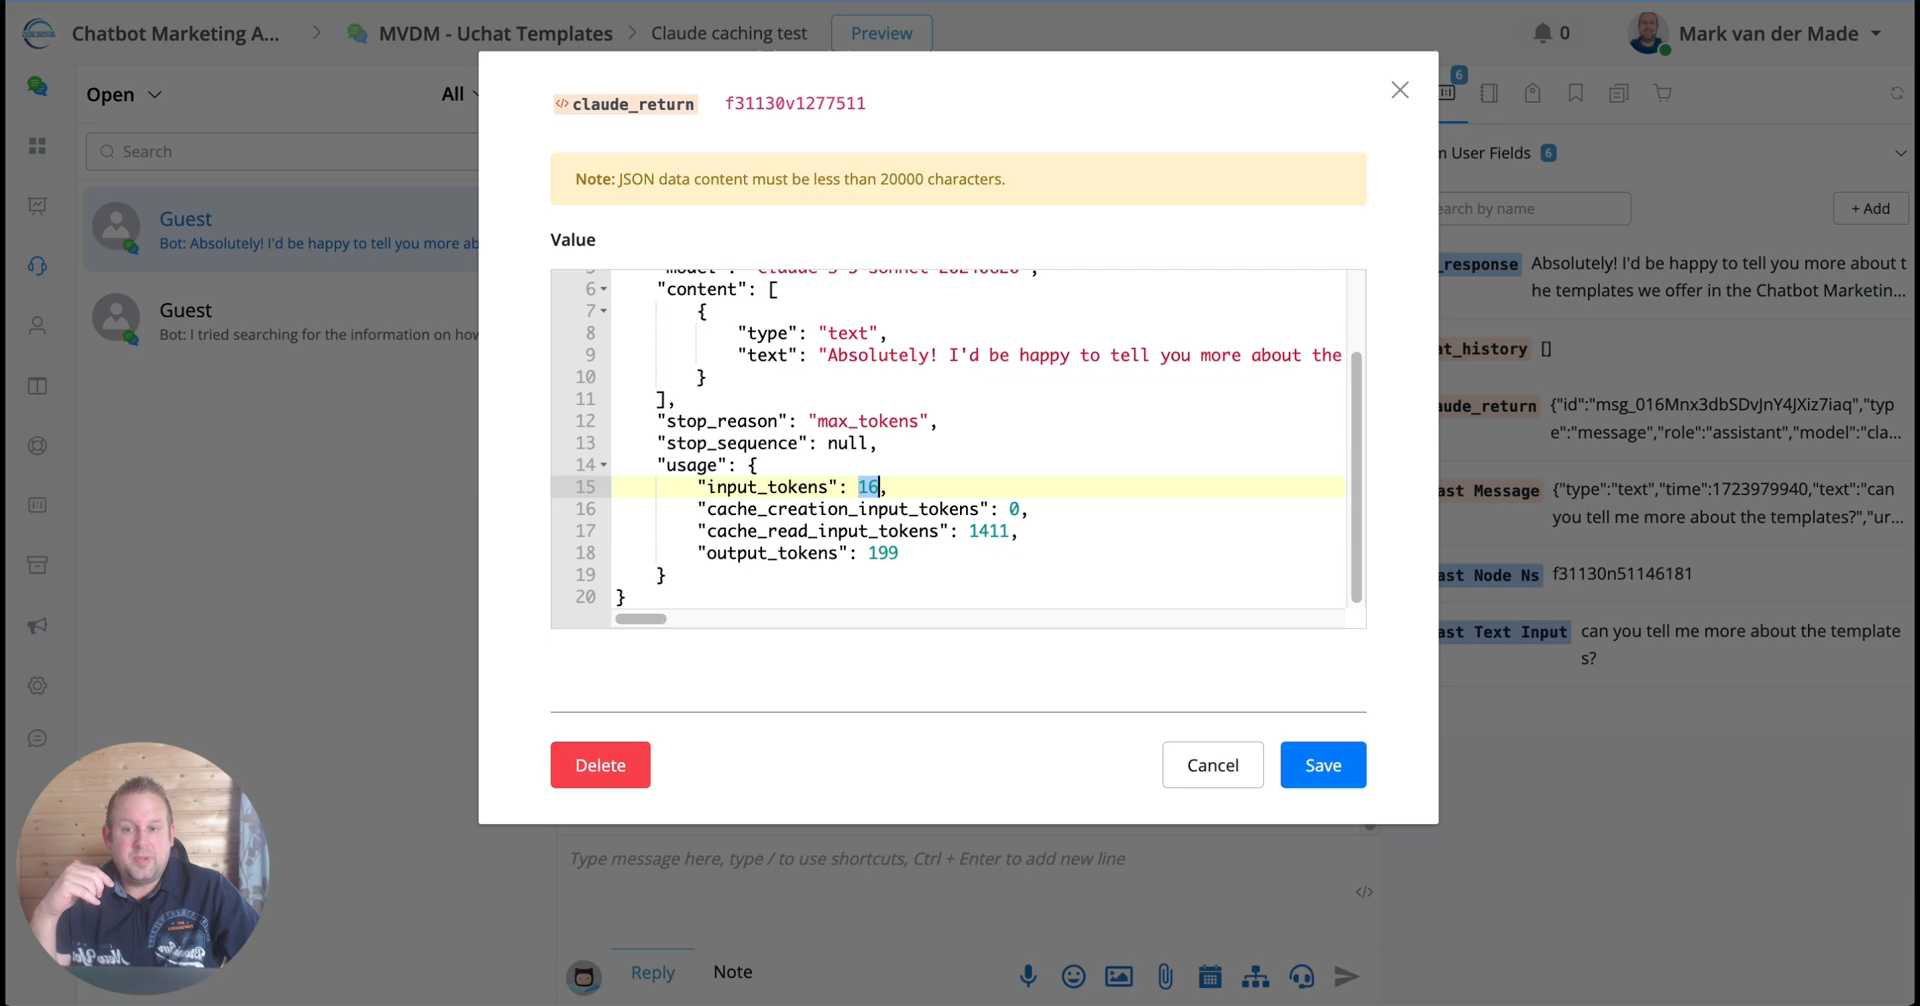 Chatbot Marketing A...
MVDM - Uchat Templates
Claude caching test
Preview
0
Mark van der Made
Open
All
Search
Guest
Bot: Absolutely! I'd be happy to tell you more ab
Guest
Bot: I tried searching for the information on how
</> claude_return
f31130v1277511
Note: JSON data content must be less than 20000 characters.
Value
6 "content": [
7 {
8 "type": "text",
9 "text": "Absolutely! I'd be happy to tell you more about the
10 }
11 ],
12 "stop_reason": "max_tokens",
13 "stop_sequence": null,
14 "usage": {
15 "input_tokens": 16,
16 "cache_creation_input_tokens": 0,
17 "cache_read_input_tokens": 1411,
18 "output_tokens": 199
19 }
20 }
Delete
Cancel
Save
Type message here, type / to use shortcuts, Ctrl + Enter to add new line
</>
Reply
Note
6
n User Fields 6
earch by name
+ Add
_response
Absolutely! I'd be happy to tell you more about t
he templates we offer in the Chatbot Marketin...
at_history
[]
aude_return
{"id":"msg_016Mnx3dbSDvJnY4JXiz7iaq","typ
e":"message","role":"assistant","model":"cla...
ast Message
{"type":"text","time":1723979940,"text":"can
you tell me more about the templates?","ur...
ast Node Ns
f31130n51146181
ast Text Input
can you tell me more about the template
s?